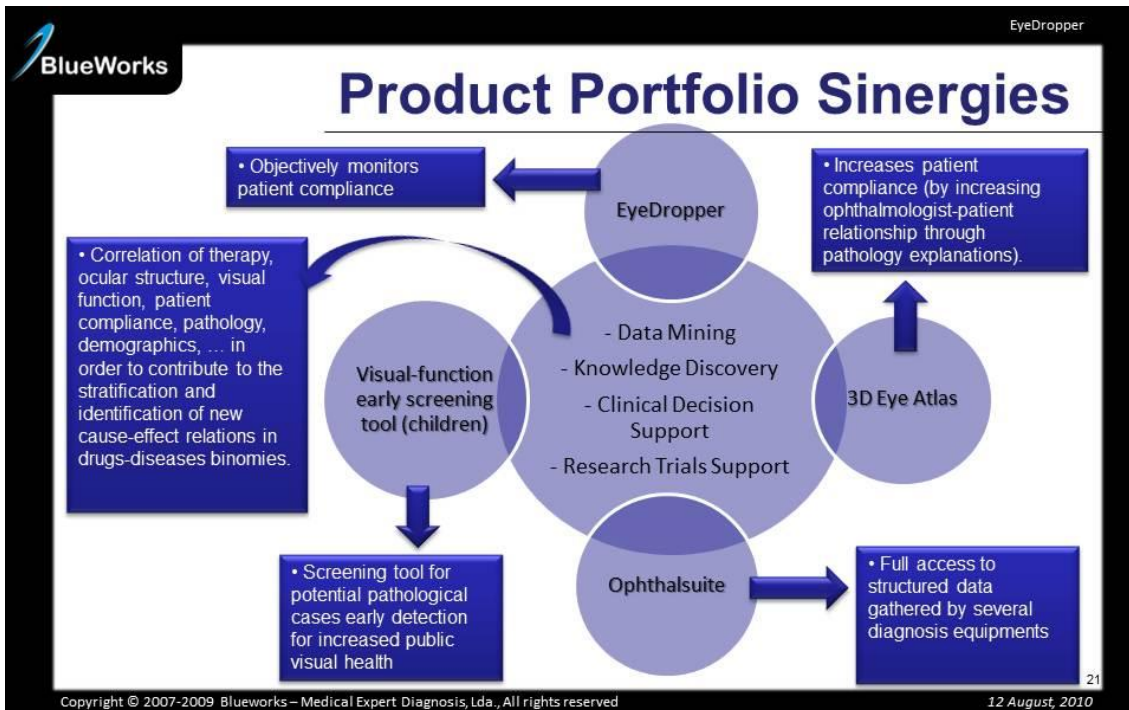 EyeDropper
BlueWorks
Product Portfolio Sinergies
• Objectively monitors
patient compliance
EyeDropper
• Increases patient
compliance (by increasing
ophthalmologist-patient
relationship through
pathology explanations).
• Correlation of therapy,
ocular structure, visual
function, patient
compliance, pathology,
demographics, ... in
order to contribute to the
stratification and
identification of new
cause-effect relations in
drugs-diseases binomies.
Visual-function
early screening
tool (children)
- Data Mining
- Knowledge Discovery
- Clinical Decision
Support
- Research Trials Support
3D Eye Atlas
• Screening tool for
potential pathological
cases early detection
for increased public
visual health
Ophthalsuite
• Full access to
structured data
gathered by several
diagnosis equipments
21
Copyright © 2007-2009 Blueworks – Medical Expert Diagnosis, Lda., All rights reserved
12 August, 2010